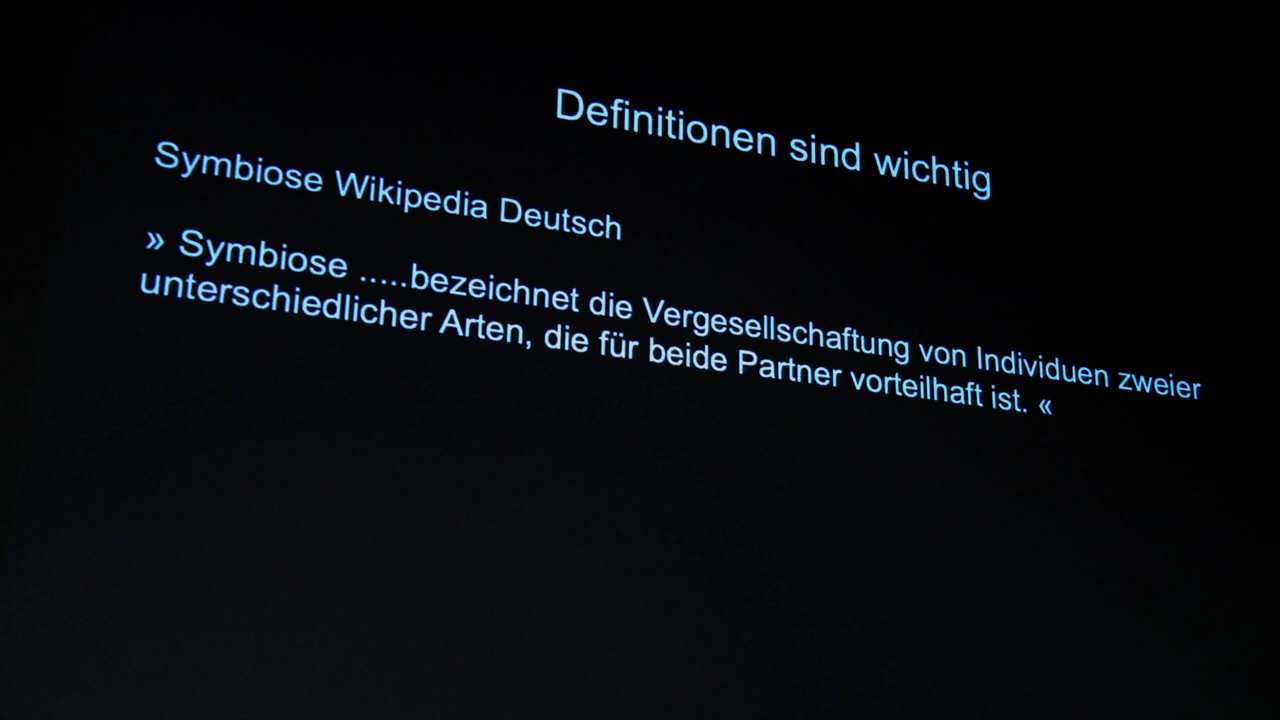 Definitionen sind wichtig
Symbiose Wikipedia Deutsch
» Symbiose .....bezeichnet die Vergesellschaftung von Individuen zweier
unterschiedlicher Arten, die für beide Partner vorteilhaft ist. «